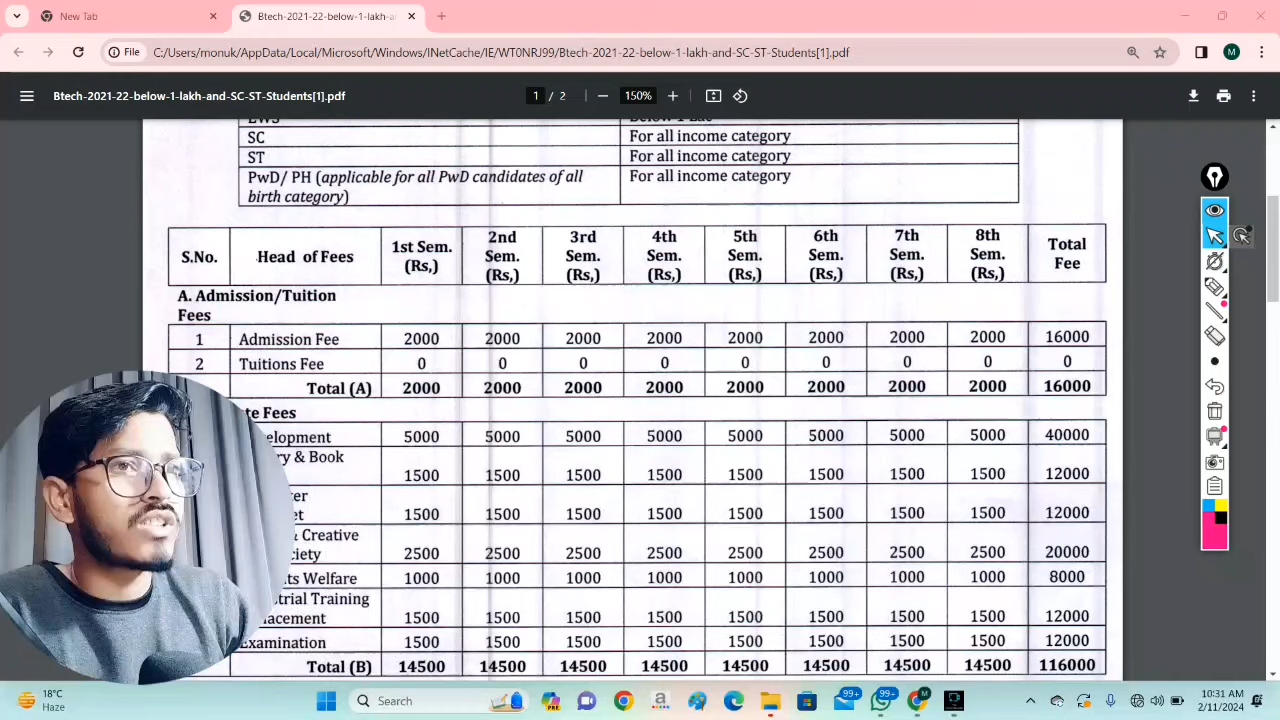 New Tab
Btech-2021-22-below-1-lakh-an
File C:/Users/monuk/AppData/Local/Microsoft/Windows/INetCache/IE/WT0NRJ99/Btech-2021-22-below-1-lakh-and-SC-ST-Students[1].pdf
M
Btech-2021-22-below-1-lakh-and-SC-ST-Students[1].pdf
1 / 2
150%
EWS Below 1 Lac
SC For all income category
ST For all income category
PwD/ PH (applicable for all PwD candidates of all For all income category
birth category)
S.No. Head of Fees 1st Sem. (Rs,) 2nd Sem. (Rs,) 3rd Sem. (Rs,) 4th Sem. (Rs,) 5th Sem. (Rs,) 6th Sem. (Rs,) 7th Sem. (Rs,) 8th Sem. (Rs,) Total Fee
A. Admission/Tuition
Fees
1 Admission Fee 2000 2000 2000 2000 2000 2000 2000 2000 16000
2 Tuitions Fee 0 0 0 0 0 0 0 0 0
Total (A) 2000 2000 2000 2000 2000 2000 2000 2000 16000
te Fees
elopment 5000 5000 5000 5000 5000 5000 5000 5000 40000
ry & Book
1500 1500 1500 1500 1500 1500 1500 1500 12000
ter
et 1500 1500 1500 1500 1500 1500 1500 1500 12000
& Creative
ciety 2500 2500 2500 2500 2500 2500 2500 2500 20000
nts Welfare 1000 1000 1000 1000 1000 1000 1000 1000 8000
strial Training
lacement 1500 1500 1500 1500 1500 1500 1500 1500 12000
Examination 1500 1500 1500 1500 1500 1500 1500 1500 12000
Total (B) 14500 14500 14500 14500 14500 14500 14500 14500 116000
18°C
Haze
Search
99+
99+
10:31 AM
2/11/2024